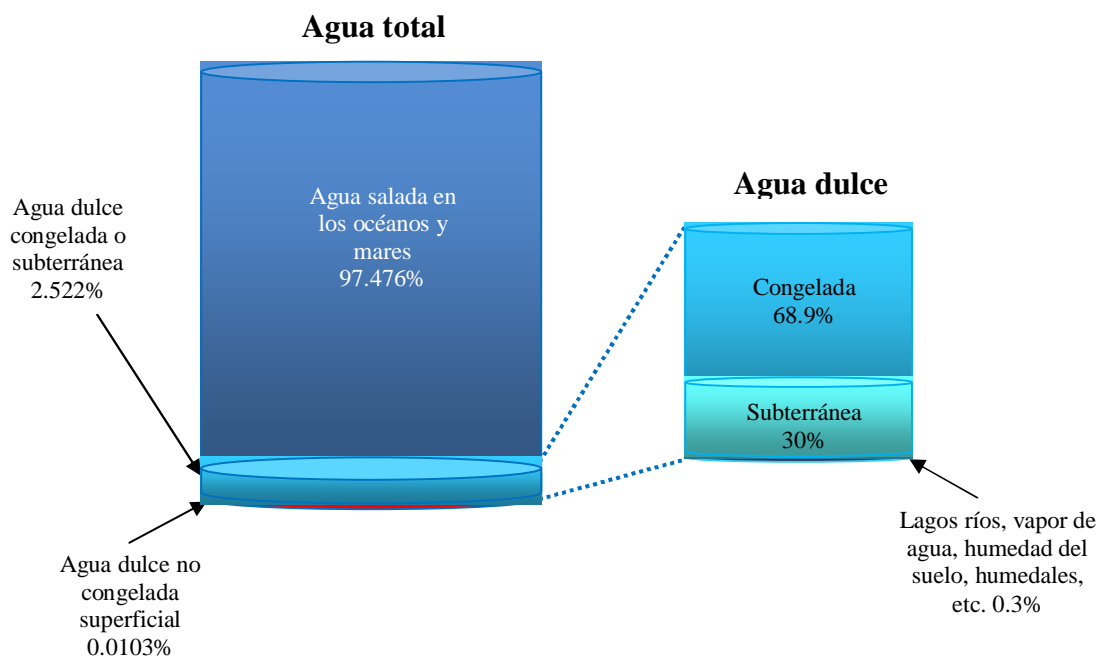 Agua total
Agua salada en
los océanos y
mares
97.476%
Agua dulce
congelada o
subterránea
2.522%
Agua dulce no
congelada
superficial
0.0103%
Agua dulce
Congelada
68.9%
Subterránea
30%
Lagos ríos, vapor de
agua, humedad del
suelo, humedales,
etc. 0.3%